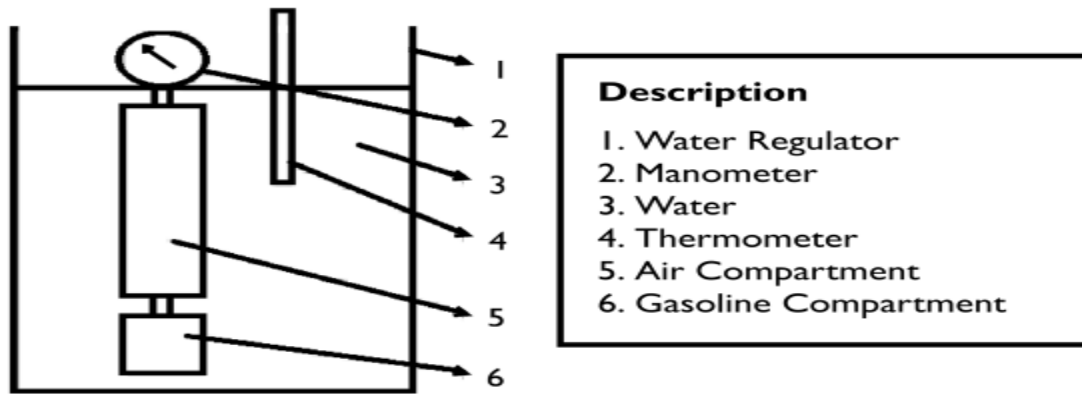 1
2
3
4
5
6
Description
1. Water Regulator
2. Manometer
3. Water
4. Thermometer
5. Air Compartment
6. Gasoline Compartment